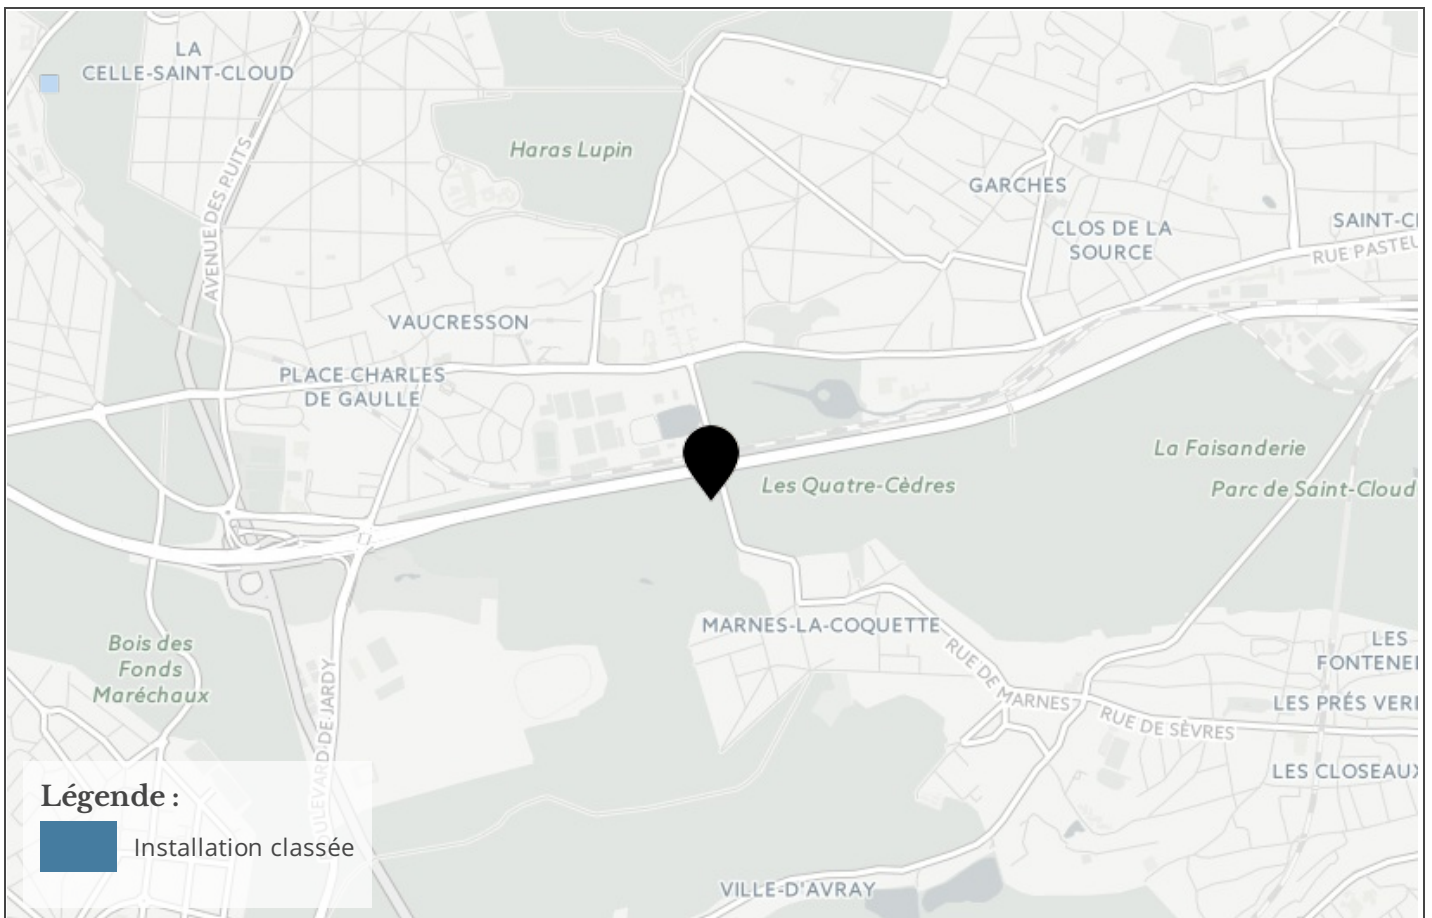 LA
CELLE-SAINT-CLOUD
Haras Lupin
AVENUE DES PUITS
GARCHES
CLOS DE LA
SOURCE
SAINT-C
RUE PASTEU
VAUCRESSON
PLACE CHARLES
DE GAULLE
La Faisanderie
Les Quatre-Cèdres
Parc de Saint-Cloud
MARNES-LA-COQUETTE
Bois des
Fonds
Maréchaux
RUE DE MARNES
LES
FONTENE
LES PRÉS VER
RUE DE SÈVRES
LES CLOSEAUX
BOULEVARD DE JARDY
Légende :
Installation classée
VILLE-D'AVRAY